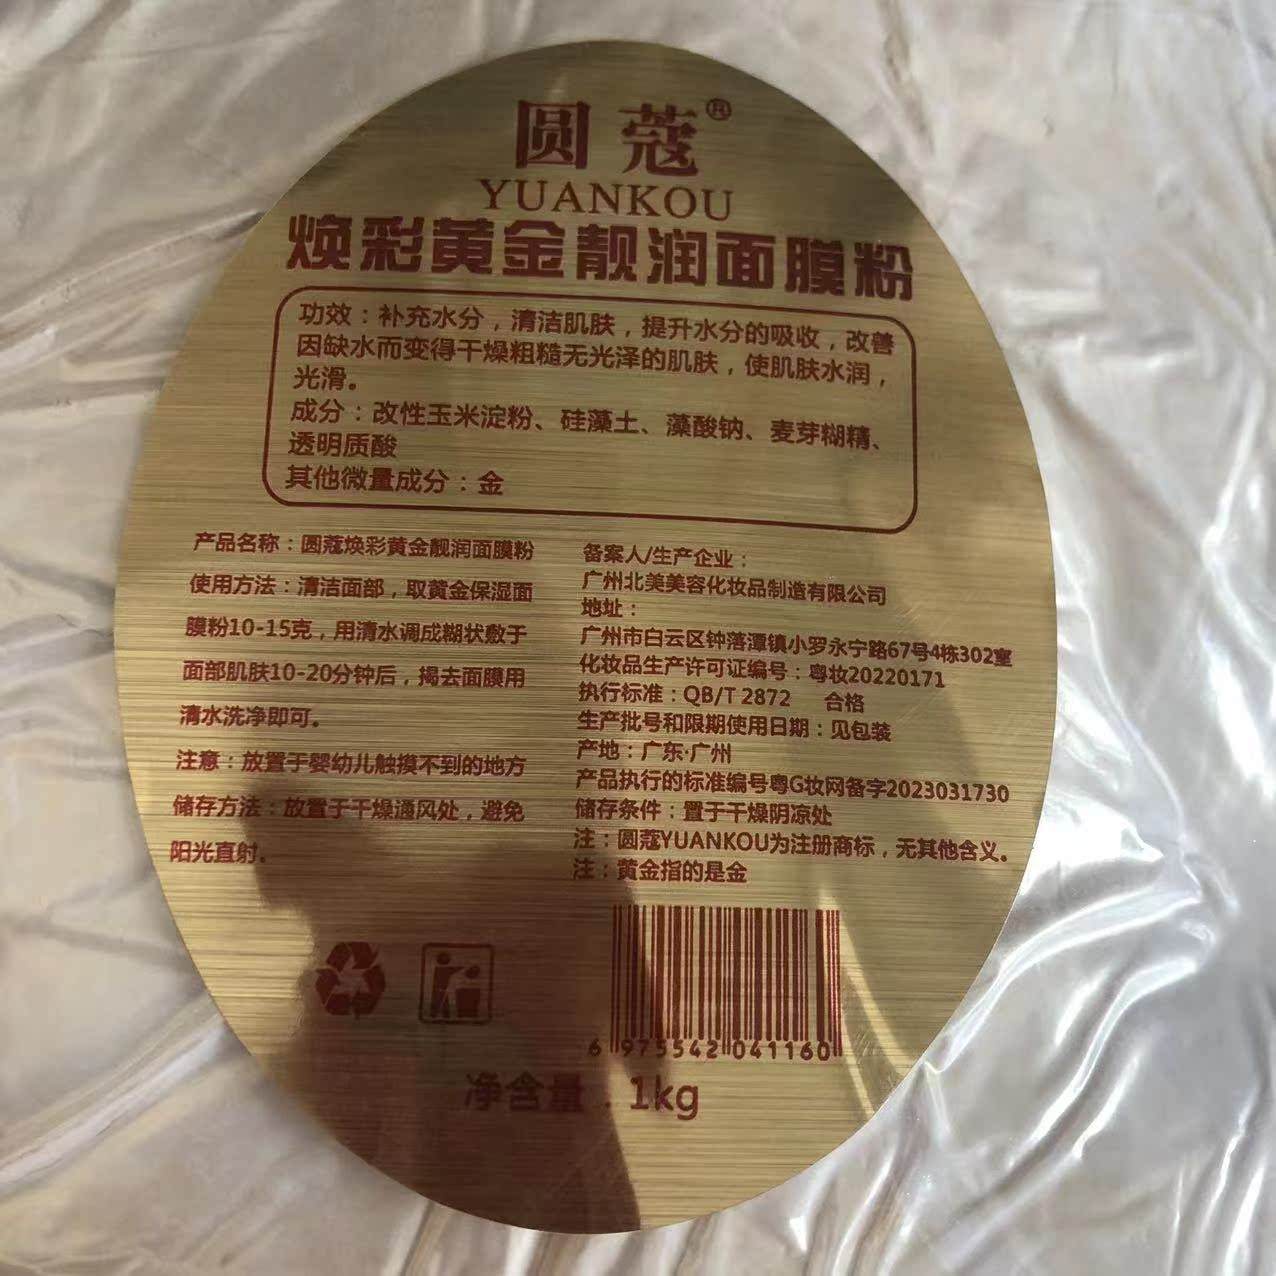 圆蔻®
YUANKOU
焕彩黄金靓润面膜粉
功效：补充水分，清洁肌肤，提升水分的吸收，改善
因缺水而变得干燥粗糙无光泽的肌肤，使肌肤水润，
光滑。
成分：改性玉米淀粉、硅藻土、藻酸钠、麦芽糊精、
透明质酸
其他微量成分：金
产品名称：圆蔻焕彩黄金靓润面膜粉
使用方法：清洁面部，取黄金保湿面
膜粉10-15克，用清水调成糊状敷于
面部肌肤10-20分钟后，揭去面膜用
清水洗净即可。
注意：放置于婴幼儿触摸不到的地方
储存方法：放置于干燥通风处，避免
阳光直射。
备案人/生产企业：
广州北美美容化妆品制造有限公司
地址：
广州市白云区钟落潭镇小罗永宁路67号4栋302室
化妆品生产许可证编号：粤妆20220171
执行标准：QB/T 2872 合格
生产批号和限期使用日期：见包装
产地：广东·广州
产品执行的标准编号粤G妆网备字2023031730
储存条件：置于干燥阴凉处
注：圆蔻YUANKOU为注册商标，无其他含义。
注：黄金指的是金
6 975542 041160
净含量：1kg